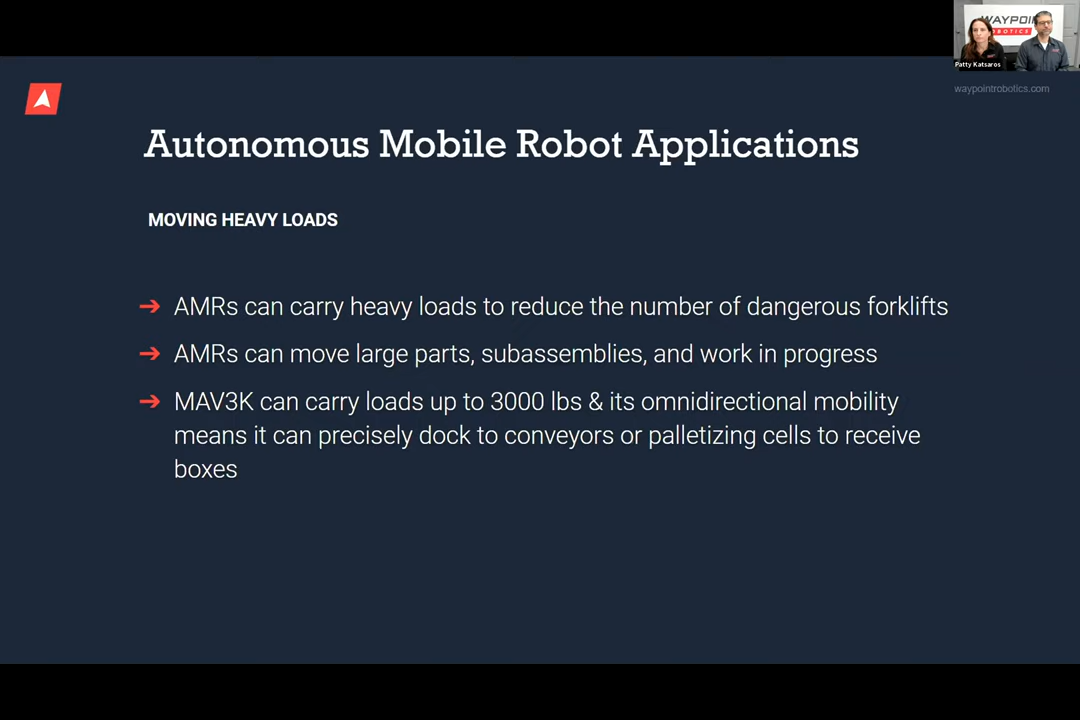 WAYPOI
ROBOTICS
Patty Katsaros
waypointrobotics.com
Autonomous Mobile Robot Applications
MOVING HEAVY LOADS
AMRs can carry heavy loads to reduce the number of dangerous forklifts
AMRs can move large parts, subassemblies, and work in progress
MAV3K can carry loads up to 3000 lbs & its omnidirectional mobility
means it can precisely dock to conveyors or palletizing cells to receive
boxes